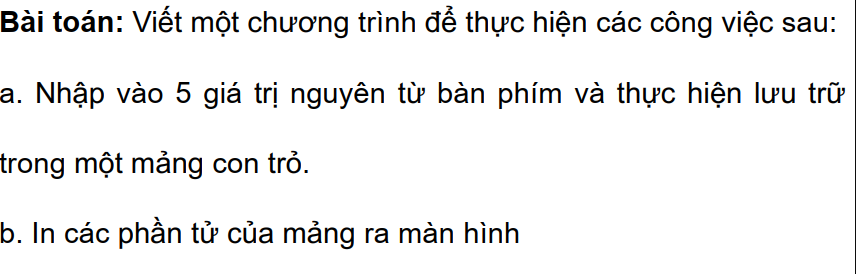 Bài toán: Viết một chương trình để thực hiện các công việc sau:
a. Nhập vào 5 giá trị nguyên từ bàn phím và thực hiện lưu trữ
trong một mảng con trỏ.
b. In các phần tử của mảng ra màn hình